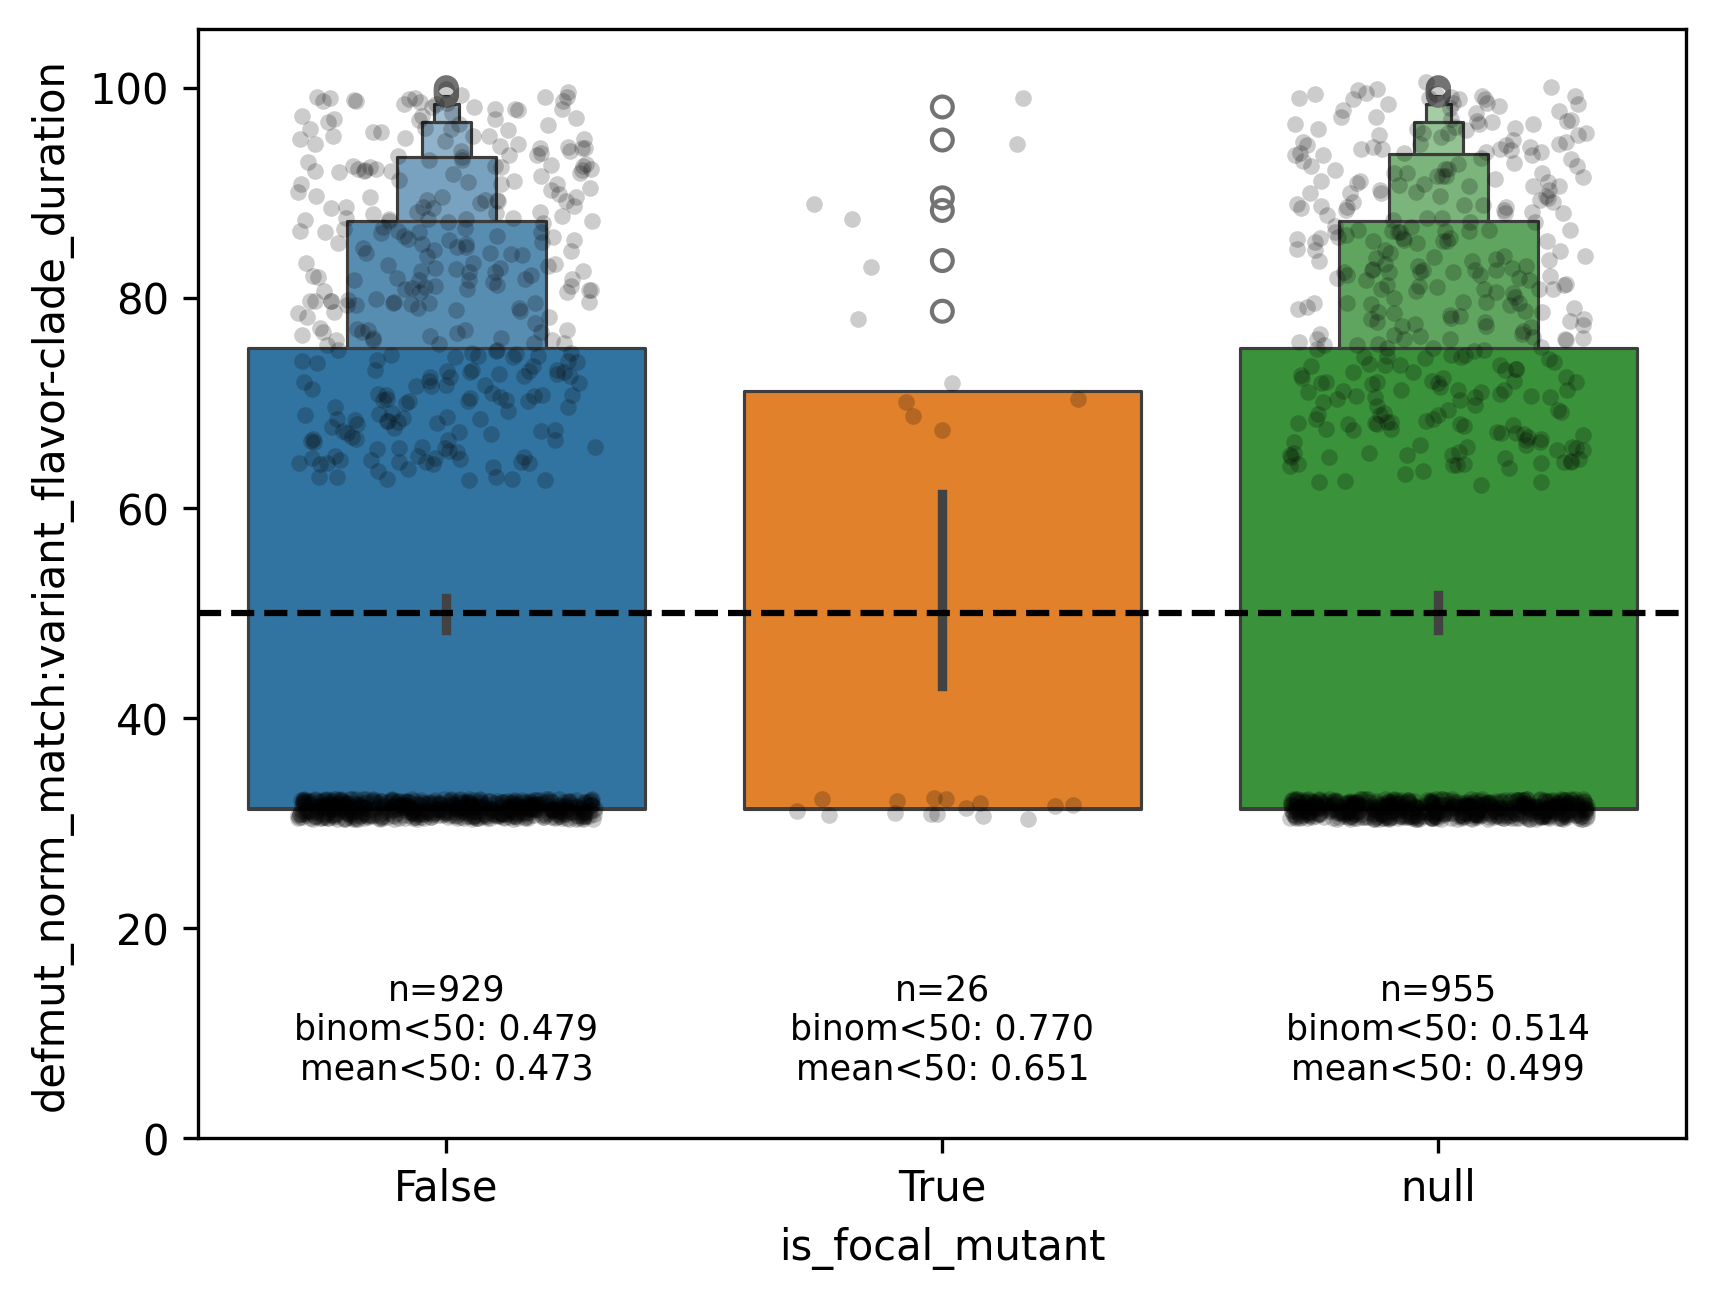 defmut_norm_match:variant_flavor-clade_duration
100
80
60
40
20
0
n=929
binom<50: 0.479
mean<50: 0.473
n=26
binom<50: 0.770
mean<50: 0.651
n=955
binom<50: 0.514
mean<50: 0.499
False
True
null
is_focal_mutant